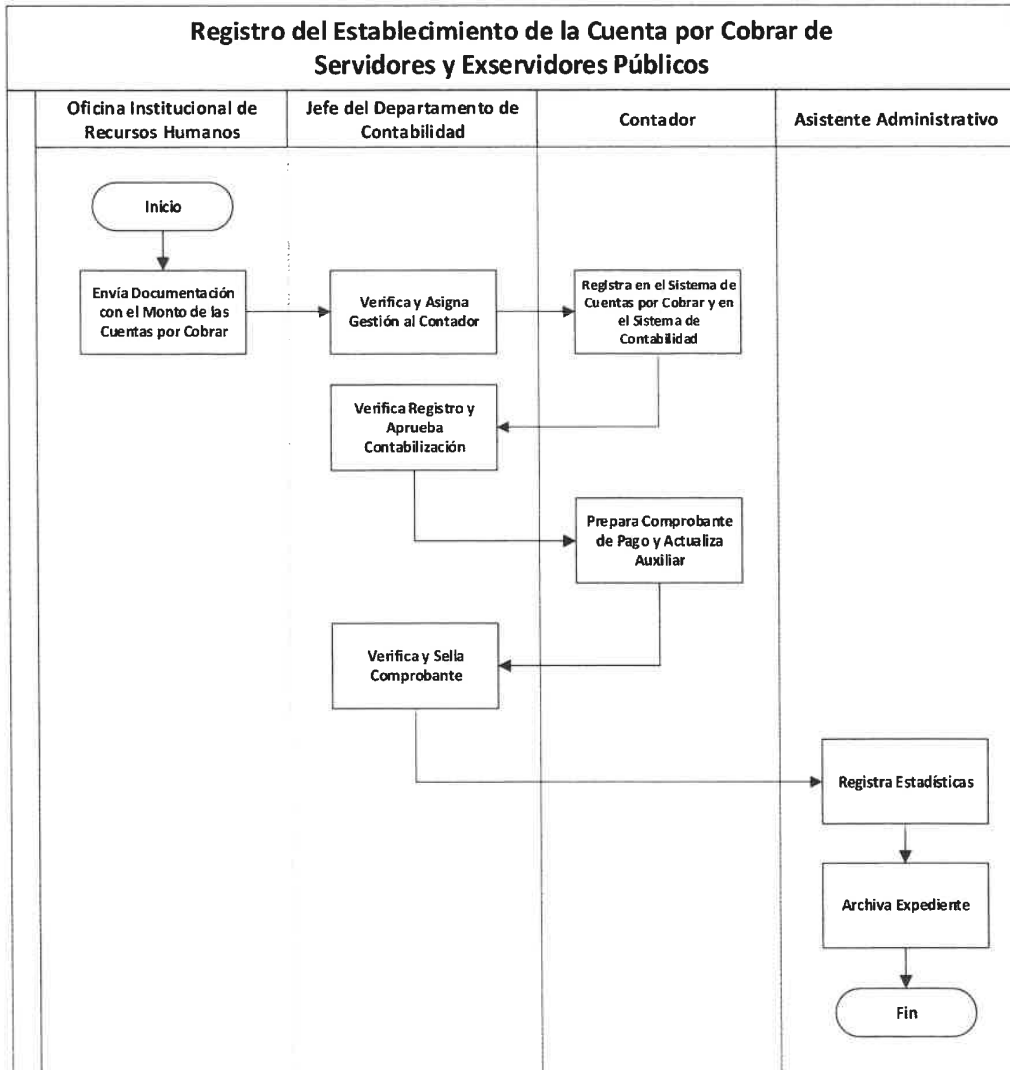 Registro del Establecimiento de la Cuenta por Cobrar de
Servidores y Exservidores Públicos
Oficina Institucional de
Recursos Humanos
Jefe del Departamento de
Contabilidad
Contador
Asistente Administrativo
Inicio
Envía Documentación
con el Monto de las
Cuentas por Cobrar
Verifica y Asigna
Gestión al Contador
Registra en el Sistema de
Cuentas por Cobrar y en
el Sistema de
Contabilidad
Verifica Registro y
Aprueba
Contabilización
Prepara Comprobante
de Pago y Actualiza
Auxiliar
Verifica y Sella
Comprobante
Registra Estadísticas
Archiva Expediente
Fin